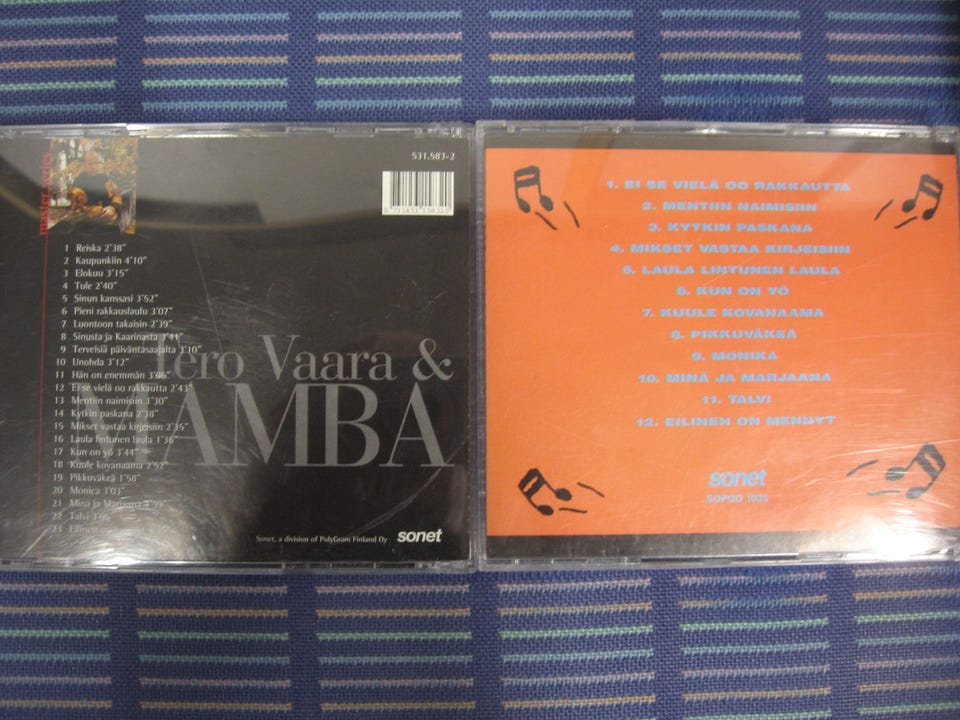 531.583-2
1 Reiska 2'38"
2 Kaupunkiin 4'10"
3 Elokuu 3'15"
4 Tule 2'40"
5 Sinun kanssasi 3'52"
6 Pieni rakkauslaulu 3'07"
7 Luontoon takaisin 2'39"
8 Sinusta ja Kaarinasta 3'41"
9 Terveisiä päiväntasaajalta 3'10"
10 Unohda 3'12"
11 Hän on enemmän 3'06"
12 Ei se vielä oo rakkautta 2'43"
13 Mentiin naimisiin 1'30"
14 Kytkin paskana 2'38"
15 Mikset vastaa kirjeisiin 2'35"
16 Laula lintunen laula 1'36"
17 Kun on yö 3'44"
18 Kuule kovanaama 2'52"
19 Pikkuväkeä 1'58"
20 Monica 3'03"
21 Minä ja Marjaana
22 Talvi
23 Eilinen on
Tero Vaara &
AMBA
Sonet, a division of PolyGram Finland Oy sonet
1. EI SE VIELÄ OO RAKKAUTTA
2. MENTIIN NAIMISIIN
3. KYTKIN PASKANA
4. MIKSET VASTAA KIRJEISIIN
5. LAULA LINTUNEN LAULA
6. KUN ON YÖ
7. KUULE KOVANAAMA
8. PIKKUVÄKEÄ
9. MONIKA
10. MINÄ JA MARJAANA
11. TALVI
12. EILINEN ON MENNYT
sonet